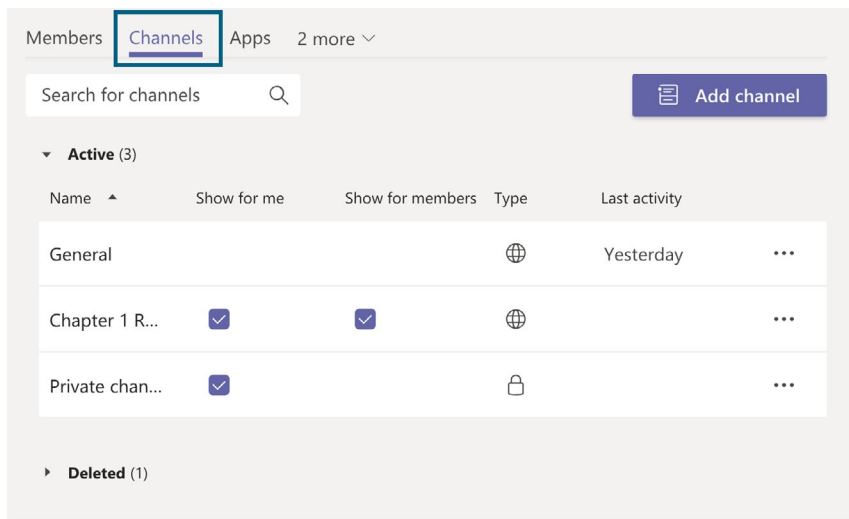 Members Channels Apps 2 more
Search for channels Add channel
Active (3)
Name Show for me Show for members Type Last activity
General Yesterday
Chapter 1 R...
Private chan...
Deleted (1)